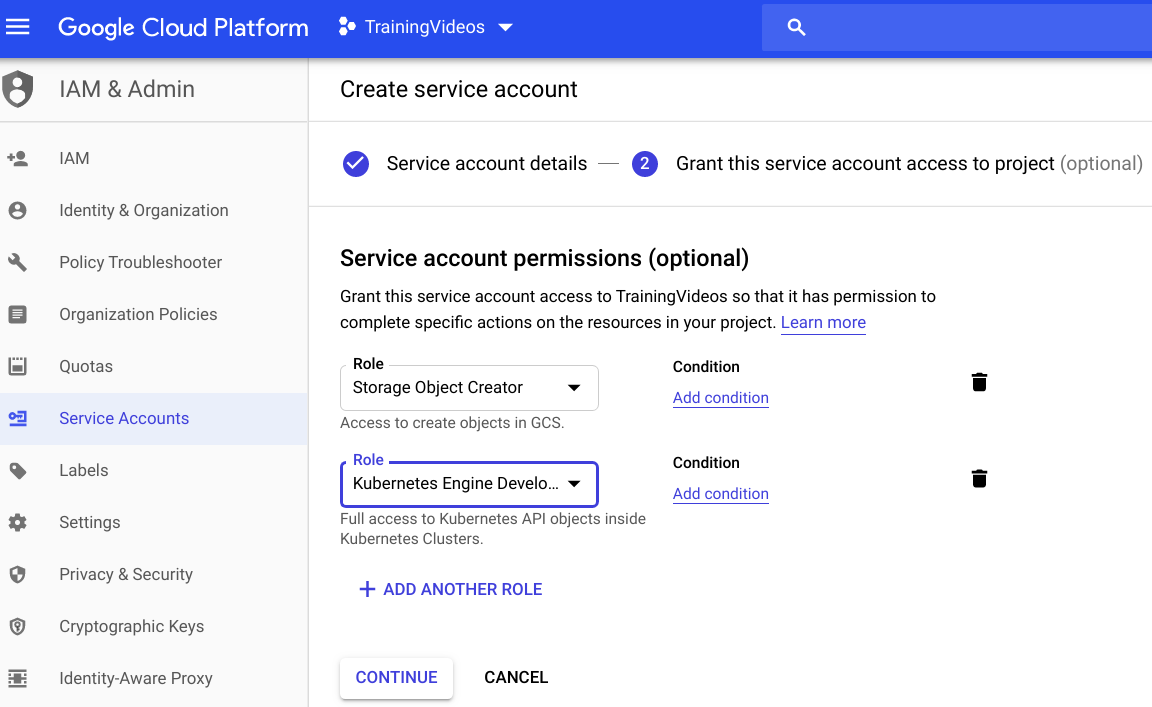 Google Cloud Platform
TrainingVideos
IAM & Admin
IAM
Identity & Organization
Policy Troubleshooter
Organization Policies
Quotas
Service Accounts
Labels
Settings
Privacy & Security
Cryptographic Keys
Identity-Aware Proxy
Create service account
Service account details
2 Grant this service account access to project (optional)
Service account permissions (optional)
Grant this service account access to TrainingVideos so that it has permission to
complete specific actions on the resources in your project. Learn more
Role
Storage Object Creator
Access to create objects in GCS.
Condition
Add condition
Role
Kubernetes Engine Develo...
Full access to Kubernetes API objects inside
Kubernetes Clusters.
Condition
Add condition
ADD ANOTHER ROLE
CONTINUE
CANCEL